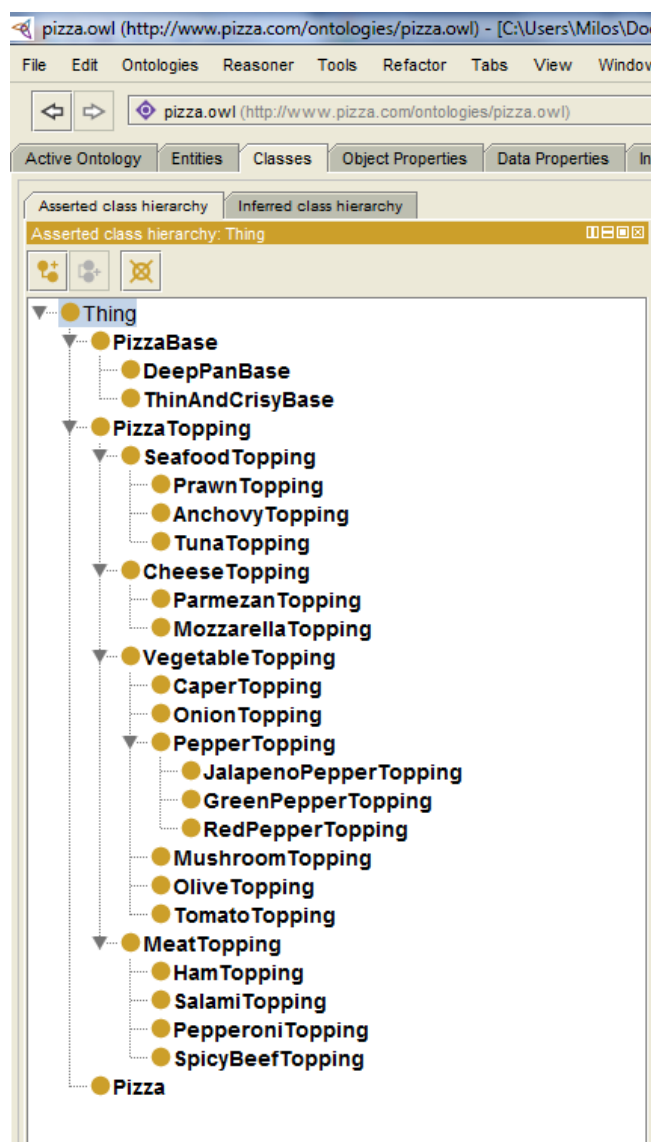 pizza.owl (http://www.pizza.com/ontologies/pizza.owl) - [C:\Users\Milos\Do
File Edit Ontologies Reasoner Tools Refactor Tabs View Window
pizza.owl (http://www.pizza.com/ontologies/pizza.owl)
Active Ontology Entities Classes Object Properties Data Properties In
Asserted class hierarchy Inferred class hierarchy
Asserted class hierarchy: Thing
Thing
PizzaBase
DeepPanBase
ThinAndCrisyBase
PizzaTopping
SeafoodTopping
PrawnTopping
AnchovyTopping
TunaTopping
CheeseTopping
ParmezanTopping
MozzarellaTopping
VegetableTopping
CaperTopping
OnionTopping
PepperTopping
JalapenoPepperTopping
GreenPepperTopping
RedPepperTopping
MushroomTopping
OliveTopping
TomatoTopping
MeatTopping
HamTopping
SalamiTopping
PepperoniTopping
SpicyBeefTopping
Pizza